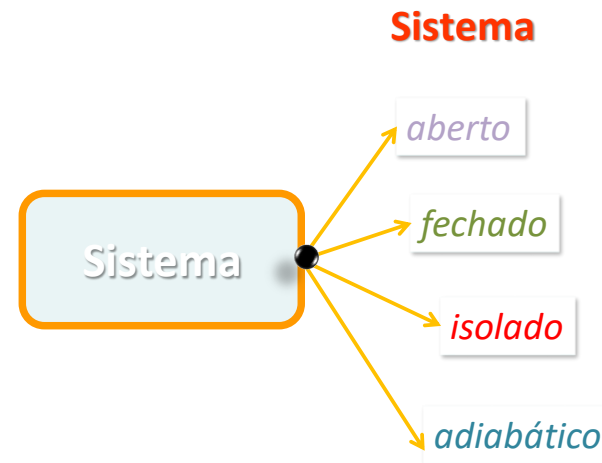 Sistema
aberto
fechado
Sistema
isolado
adiabático